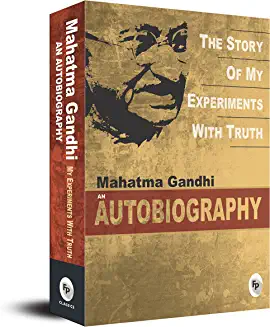 THE STORY
OF MY
EXPERIMENTS
WITH TRUTH
Mahatma Gandhi
AN
AUTOBIOGRAPHY
FP
Mahatma Gandhi
AN AUTOBIOGRAPHY
MY EXPERIMENTS WITH TRUTH
FP
CLASSICS